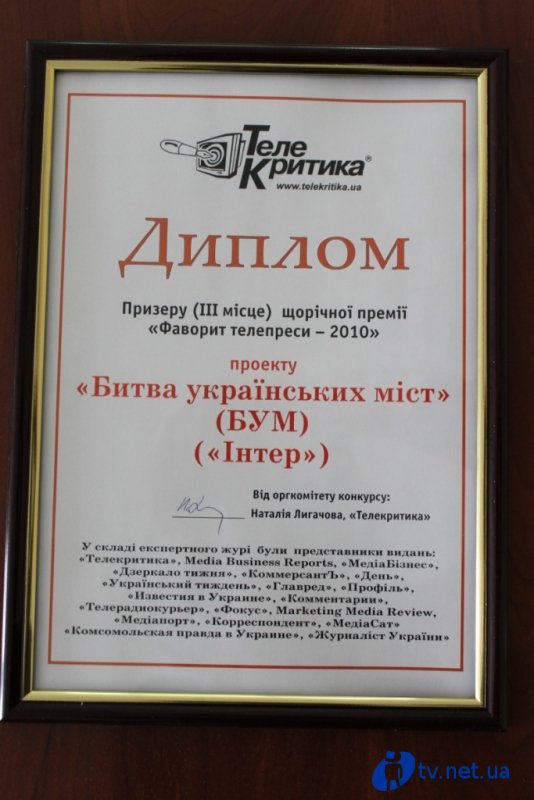 Теле
Критика®
www.telekritika.ua
Диплом
Призеру (III місце) щорічної премії
«Фаворит телепреси – 2010»
проекту
«Битва українських міст»
(БУМ)
(«Інтер»)
Від оргкомітету конкурсу:
Наталія Лигачова, «Телекритика»
У складі експертного журі були представники видань:
«Телекритика», Media Business Reports, «МедіаБізнес»,
«Дзеркало тижня», «КоммерсантЪ», «День»,
«Український тиждень», «Главред», «Профіль»,
«Известия в Украине», «Комментарии»,
«Телерадиокурьер», «Фокус», Marketing Media Review,
«Медіапорт», «Корреспондент», «МедіаСат»
«Комсомольская правда в Украине», «Журналіст України»
tv.net.ua